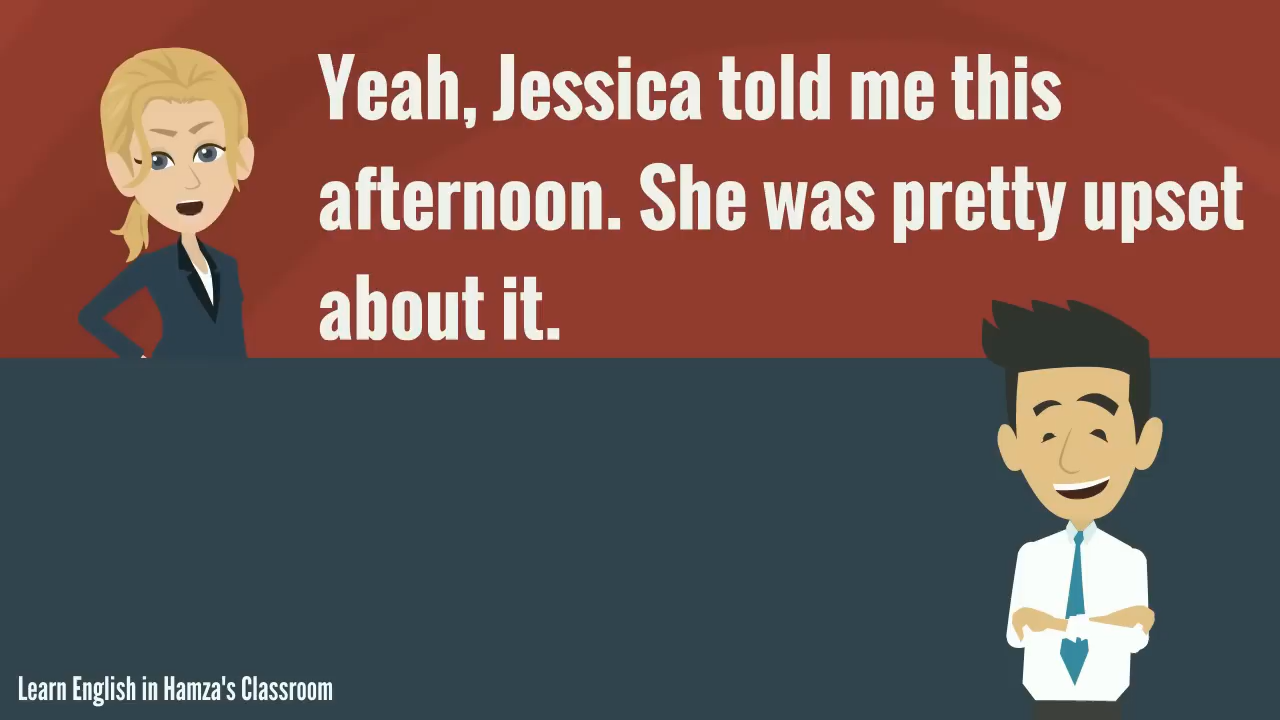 Yeah, Jessica told me this
afternoon. She was pretty upset
about it.
Learn English in Hamza's Classroom